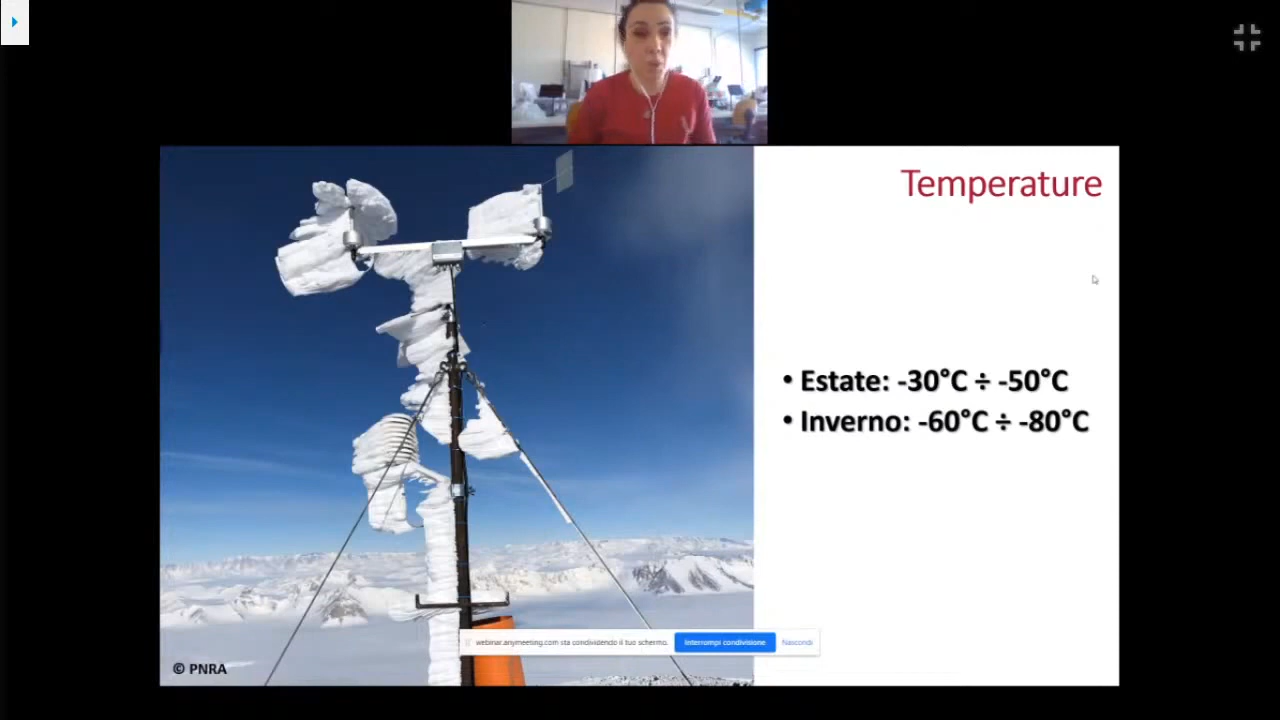 Temperature
• Estate: -30°C ÷ -50°C
• Inverno: -60°C ÷ -80°C
webinar.anymeeting.com sta condividendo il tuo schermo. Interrompi condivisione Nascondi
© PNRA